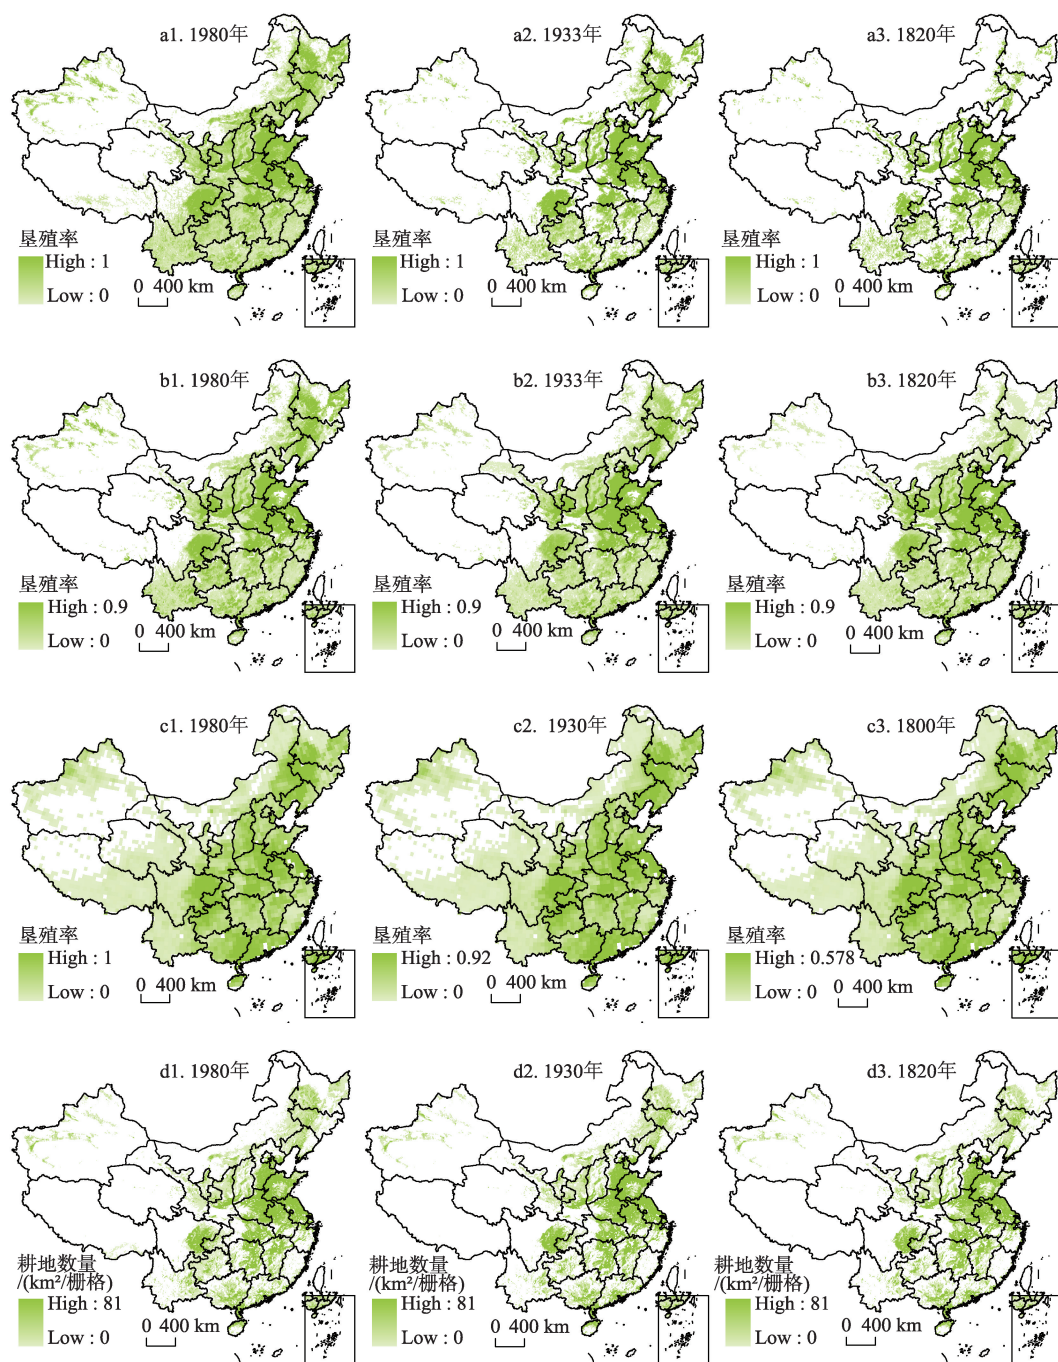 a1. 1980年
垦殖率
High : 1
Low : 0
0 400 km
a2. 1933年
垦殖率
High : 1
Low : 0
0 400 km
a3. 1820年
垦殖率
High : 1
Low : 0
0 400 km
b1. 1980年
垦殖率
High : 0.9
Low : 0
0 400 km
b2. 1933年
垦殖率
High : 0.9
Low : 0
0 400 km
b3. 1820年
垦殖率
High : 0.9
Low : 0
0 400 km
c1. 1980年
垦殖率
High : 1
Low : 0
0 400 km
c2. 1930年
垦殖率
High : 0.92
Low : 0
0 400 km
c3. 1800年
垦殖率
High : 0.578
Low : 0
0 400 km
d1. 1980年
耕地数量
/(km²/栅格)
High : 81
Low : 0
0 400 km
d2. 1930年
耕地数量
/(km²/栅格)
High : 81
Low : 0
0 400 km
d3. 1820年
耕地数量
/(km²/栅格)
High : 81
Low : 0
0 400 km